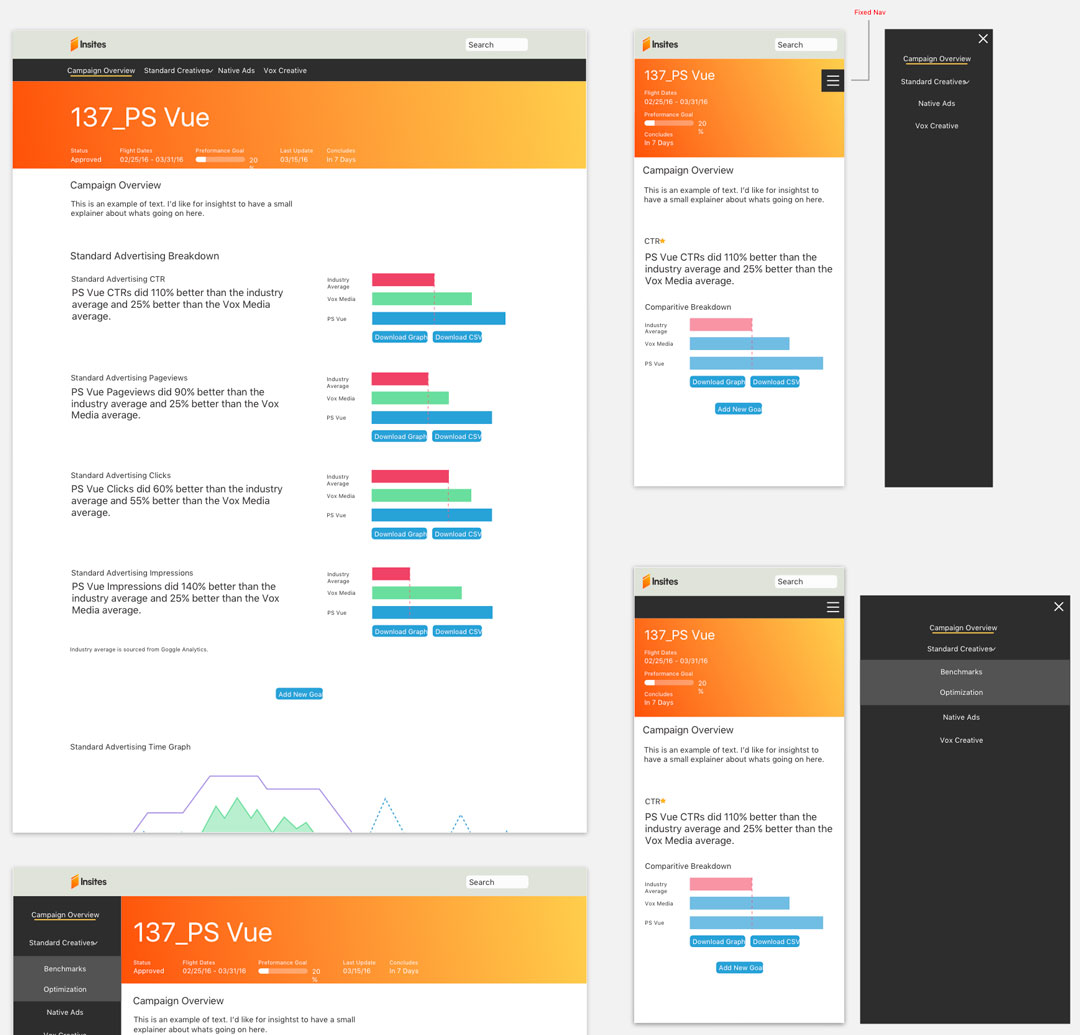 Fixed Nav
Insites
Search
Campaign Overview Standard Creatives Native Ads Vox Creative
137_PS Vue
Status Flight Dates Preformance Goal Last Update Concludes
Approved 02/25/16 - 03/31/16 20 % 03/15/16 In 7 Days
Campaign Overview
This is an example of text. I'd like for insightst to have a small
explainer about whats going on here.
Standard Advertising Breakdown
Standard Advertising CTR
PS Vue CTRs did 110% better than the industry
average and 25% better than the Vox Media
average.
Industry
Average
Vox Media
PS Vue
Download Graph Download CSV
Standard Advertising Pageviews
PS Vue Pageviews did 90% better than the
industry average and 25% better than the Vox
Media average.
Industry
Average
Vox Media
PS Vue
Download Graph Download CSV
Standard Advertising Clicks
PS Vue Clicks did 60% better than the industry
average and 55% better than the Vox Media
average.
Industry
Average
Vox Media
PS Vue
Download Graph Download CSV
Standard Advertising Impressions
PS Vue Impressions did 140% better than the
industry average and 25% better than the Vox
Media average.
Industry
Average
Vox Media
PS Vue
Download Graph Download CSV
Industry average is sourced from Goggle Analytics.
Add New Goa
Standard Advertising Time Graph
Insites
Search
137_PS Vue
Flight Dates
02/25/16 - 03/31/16
Preformance Goal
20
%
Concludes
In 7 Days
Campaign Overview
This is an example of text. I'd like for insightst to
have a small explainer about whats going on here.
CTR
PS Vue CTRs did 110% better than the
industry average and 25% better than the
Vox Media average.
Comparitive Breakdown
Industry
Average
Vox Media
PS Vue
Download Graph Download CSV
Add New Goa
Campaign Overview
Standard Creatives
Native Ads
Vox Creative
Insites
Search
137_PS Vue
Flight Dates
02/25/16 - 03/31/16
Preformance Goal
20
%
Concludes
In 7 Days
Campaign Overview
This is an example of text. I'd like for insightst to
have a small explainer about whats going on here.
CTR
PS Vue CTRs did 110% better than the
industry average and 25% better than the
Vox Media average.
Comparitive Breakdown
Industry
Average
Vox Media
PS Vue
Download Graph Download CSV
Add New Goa
Campaign Overview
Standard Creatives
Benchmarks
Optimization
Native Ads
Vox Creative
Insites
Search
Campaign Overview
Standard Creatives
Benchmarks
Optimization
Native Ads
Vox Creative
137_PS Vue
Status Flight Dates Preformance Goal Last Update Concludes
Approved 02/25/16 - 03/31/16 20 % 03/15/16 In 7 Days
Campaign Overview
This is an example of text. I'd like for insightst to have a small
explainer about whats going on here.